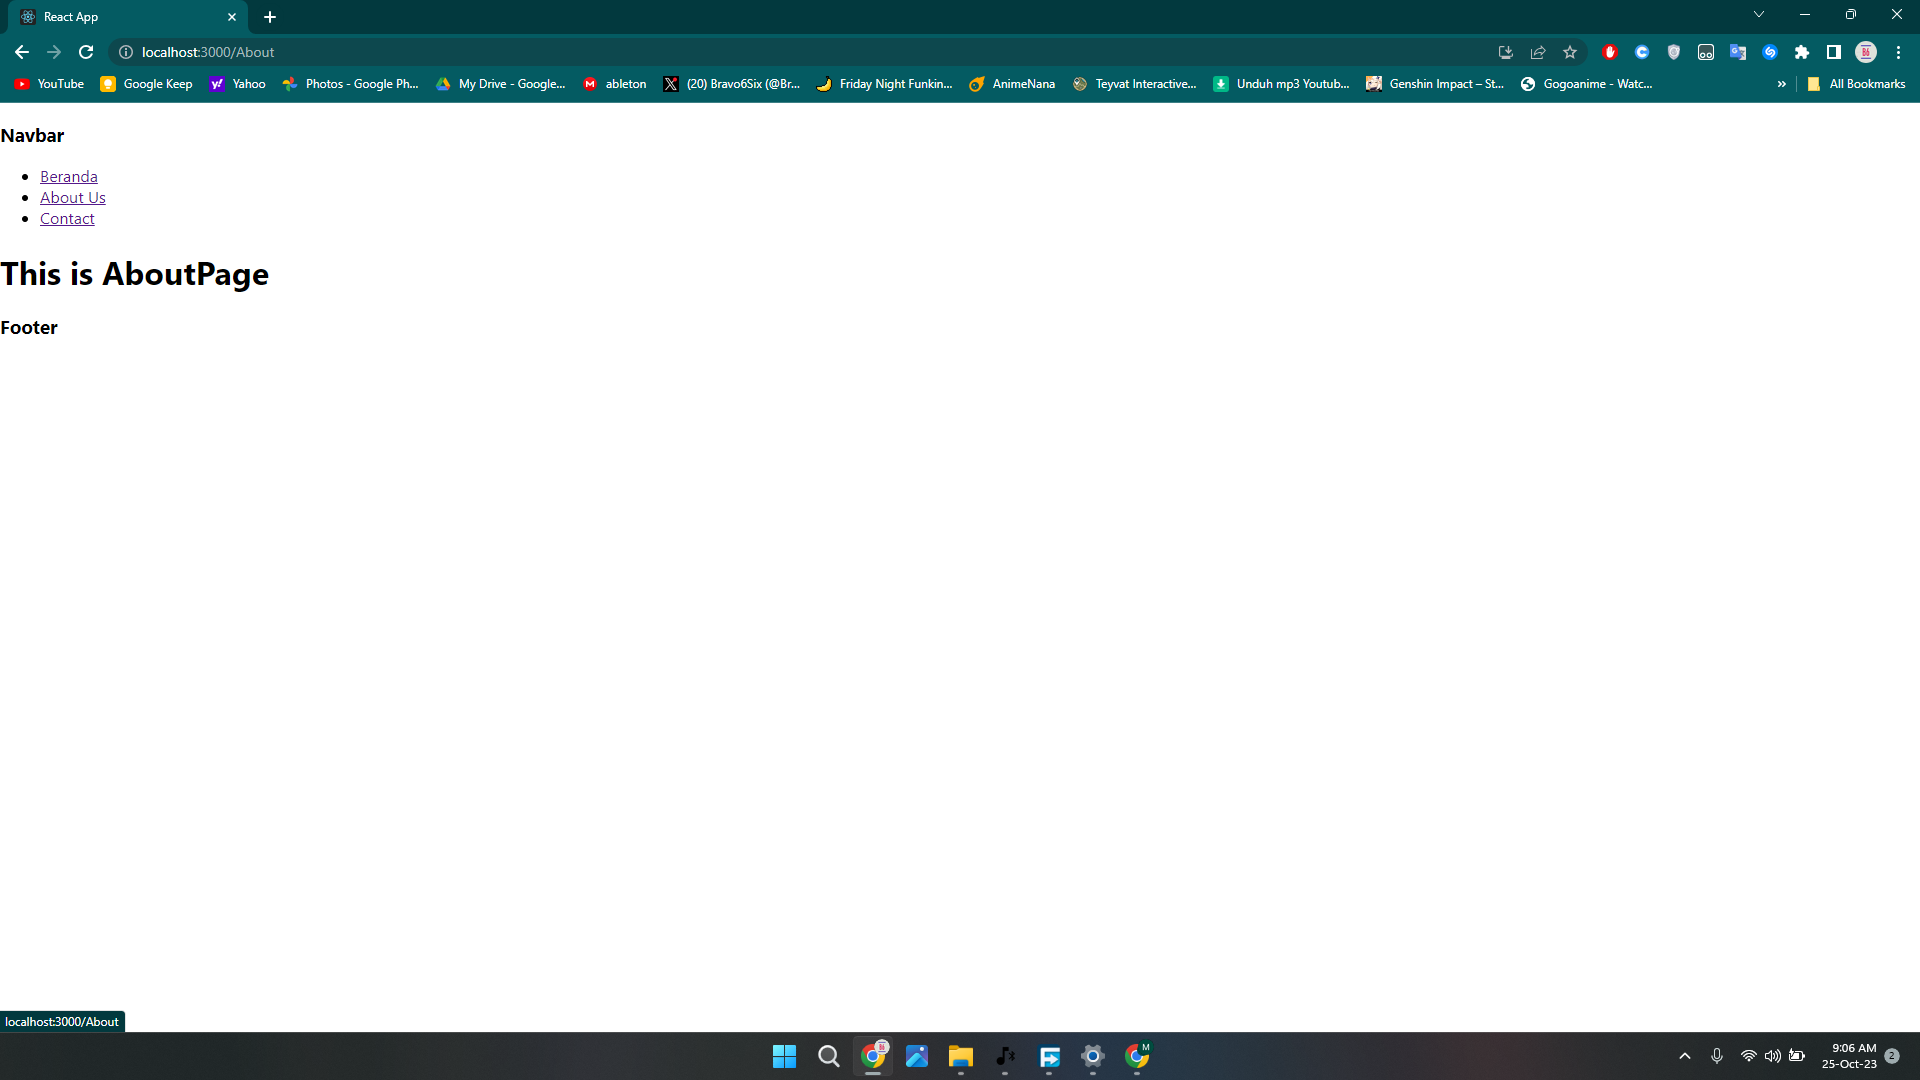 React App
localhost:3000/About
YouTube
Google Keep
Yahoo
Photos - Google Ph...
My Drive - Google...
ableton
(20) Bravo6Six (@Br...
Friday Night Funkin...
AnimeNana
Teyvat Interactive...
Unduh mp3 Youtub...
Genshin Impact – St...
Gogoanime - Watc...
»
All Bookmarks
Navbar
Beranda
About Us
Contact
This is AboutPage
Footer
localhost:3000/About
M
9:06 AM
25-Oct-23
2